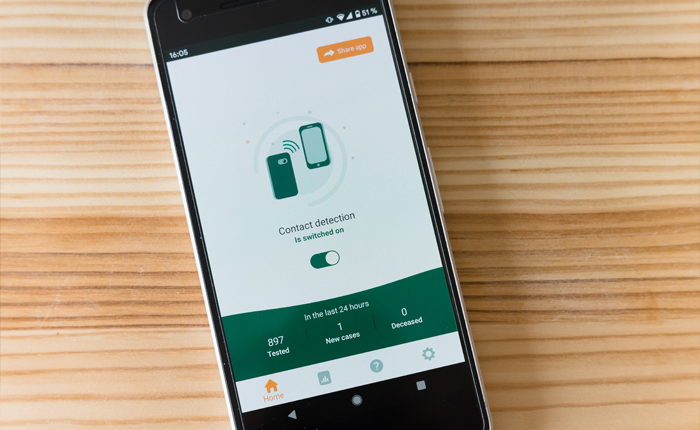 16:05
51 %
Share app
Contact detection
Is switched on
In the last 24 hours
897
Tested
1
New cases
0
Deceased
Home